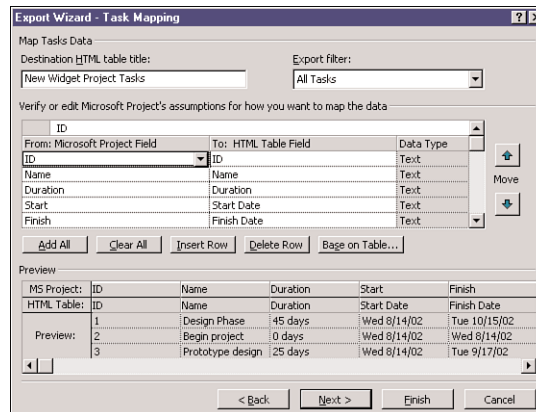 Export Wizard - Task Mapping
Map Tasks Data
Destination HTML table title: Export filter:
New Widget Project Tasks All Tasks
Verify or edit Microsoft Project's assumptions for how you want to map the data
ID
From: Microsoft Project Field To: HTML Table Field Data Type
ID ID Text
Name Name Text
Duration Duration Text
Start Start Date Text
Finish Finish Date Text
Move
Add All Clear All Insert Row Delete Row Base on Table...
Preview
MS Project: ID Name Duration Start Finish
HTML Table: ID Name Duration Start Date Finish Date
Preview: 1 Design Phase 45 days Wed 8/14/02 Tue 10/15/02
2 Begin project 0 days Wed 8/14/02 Wed 8/14/02
3 Prototype design 25 days Wed 8/14/02 Tue 9/17/02
< Back Next > Finish Cancel